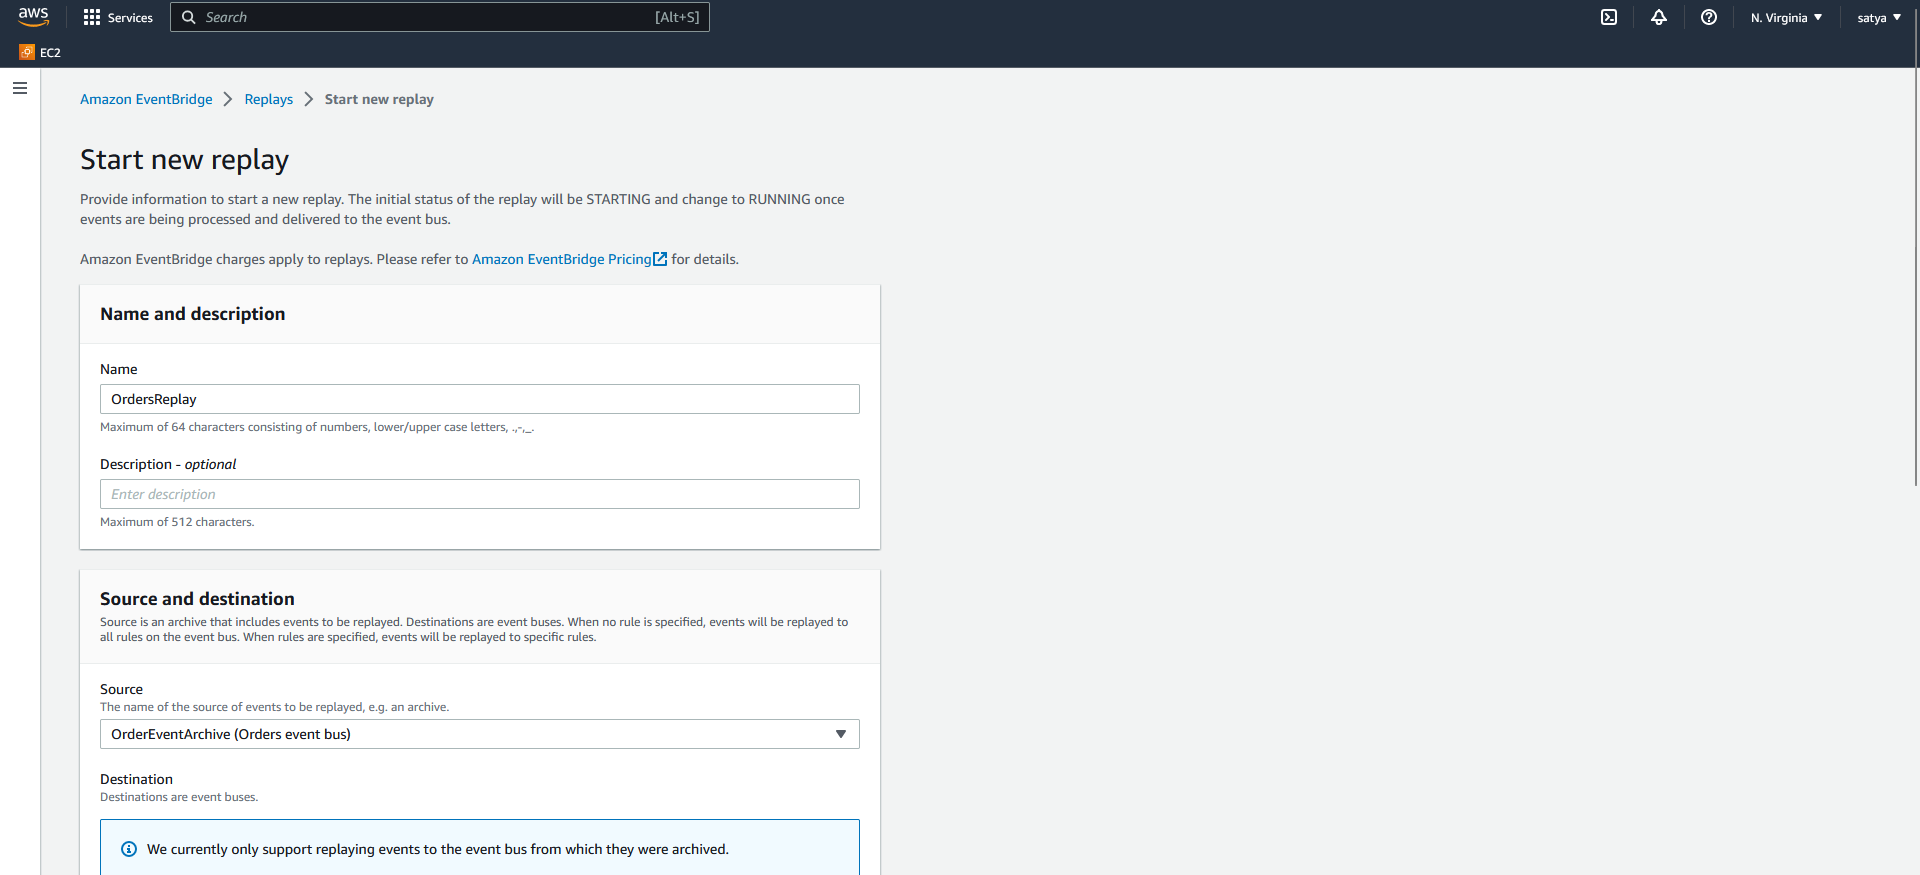 aws
Services
Search
[Alt+S]
N. Virginia
satya
EC2
Amazon EventBridge
Replays
Start new replay
Start new replay
Provide information to start a new replay. The initial status of the replay will be STARTING and change to RUNNING once
events are being processed and delivered to the event bus.
Amazon EventBridge charges apply to replays. Please refer to Amazon EventBridge Pricing for details.
Name and description
Name
OrdersReplay
Maximum of 64 characters consisting of numbers, lower/upper case letters, .,-,_.
Description - optional
Enter description
Maximum of 512 characters.
Source and destination
Source is an archive that includes events to be replayed. Destinations are event buses. When no rule is specified, events will be replayed to
all rules on the event bus. When rules are specified, events will be replayed to specific rules.
Source
The name of the source of events to be replayed, e.g. an archive.
OrderEventArchive (Orders event bus)
Destination
Destinations are event buses.
We currently only support replaying events to the event bus from which they were archived.